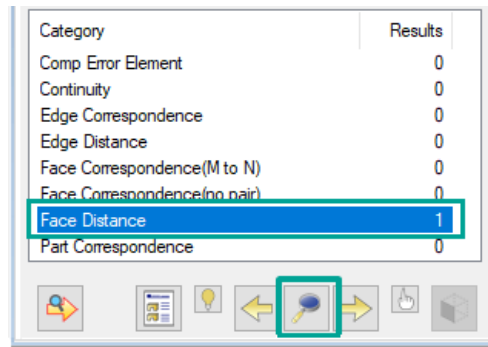 Category Results
Comp Error Element 0
Continuity 0
Edge Correspondence 0
Edge Distance 0
Face Correspondence(M to N) 0
Face Correspondence(no pair) 0
Face Distance 1
Part Correspondence 0